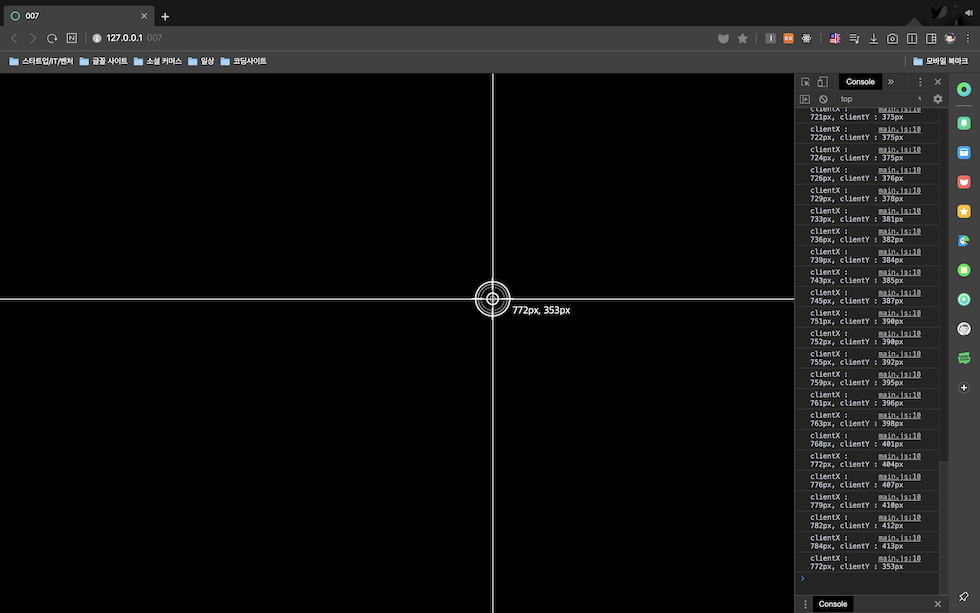 007
127.0.0.1 007
스타트업/IT/벤처
글꼴 사이트
소셜 커머스
일상
코딩사이트
모바일 북마크
772px, 353px
Console
top
clientX : main.js:10
721px, clientY : 375px
clientX : main.js:10
722px, clientY : 375px
clientX : main.js:10
724px, clientY : 375px
clientX : main.js:10
726px, clientY : 376px
clientX : main.js:10
729px, clientY : 378px
clientX : main.js:10
733px, clientY : 381px
clientX : main.js:10
736px, clientY : 382px
clientX : main.js:10
739px, clientY : 384px
clientX : main.js:10
743px, clientY : 385px
clientX : main.js:10
745px, clientY : 387px
clientX : main.js:10
751px, clientY : 390px
clientX : main.js:10
752px, clientY : 390px
clientX : main.js:10
755px, clientY : 392px
clientX : main.js:10
759px, clientY : 395px
clientX : main.js:10
761px, clientY : 396px
clientX : main.js:10
763px, clientY : 398px
clientX : main.js:10
768px, clientY : 401px
clientX : main.js:10
772px, clientY : 404px
clientX : main.js:10
776px, clientY : 407px
clientX : main.js:10
779px, clientY : 410px
clientX : main.js:10
782px, clientY : 412px
clientX : main.js:10
784px, clientY : 413px
clientX : main.js:10
772px, clientY : 353px
Console